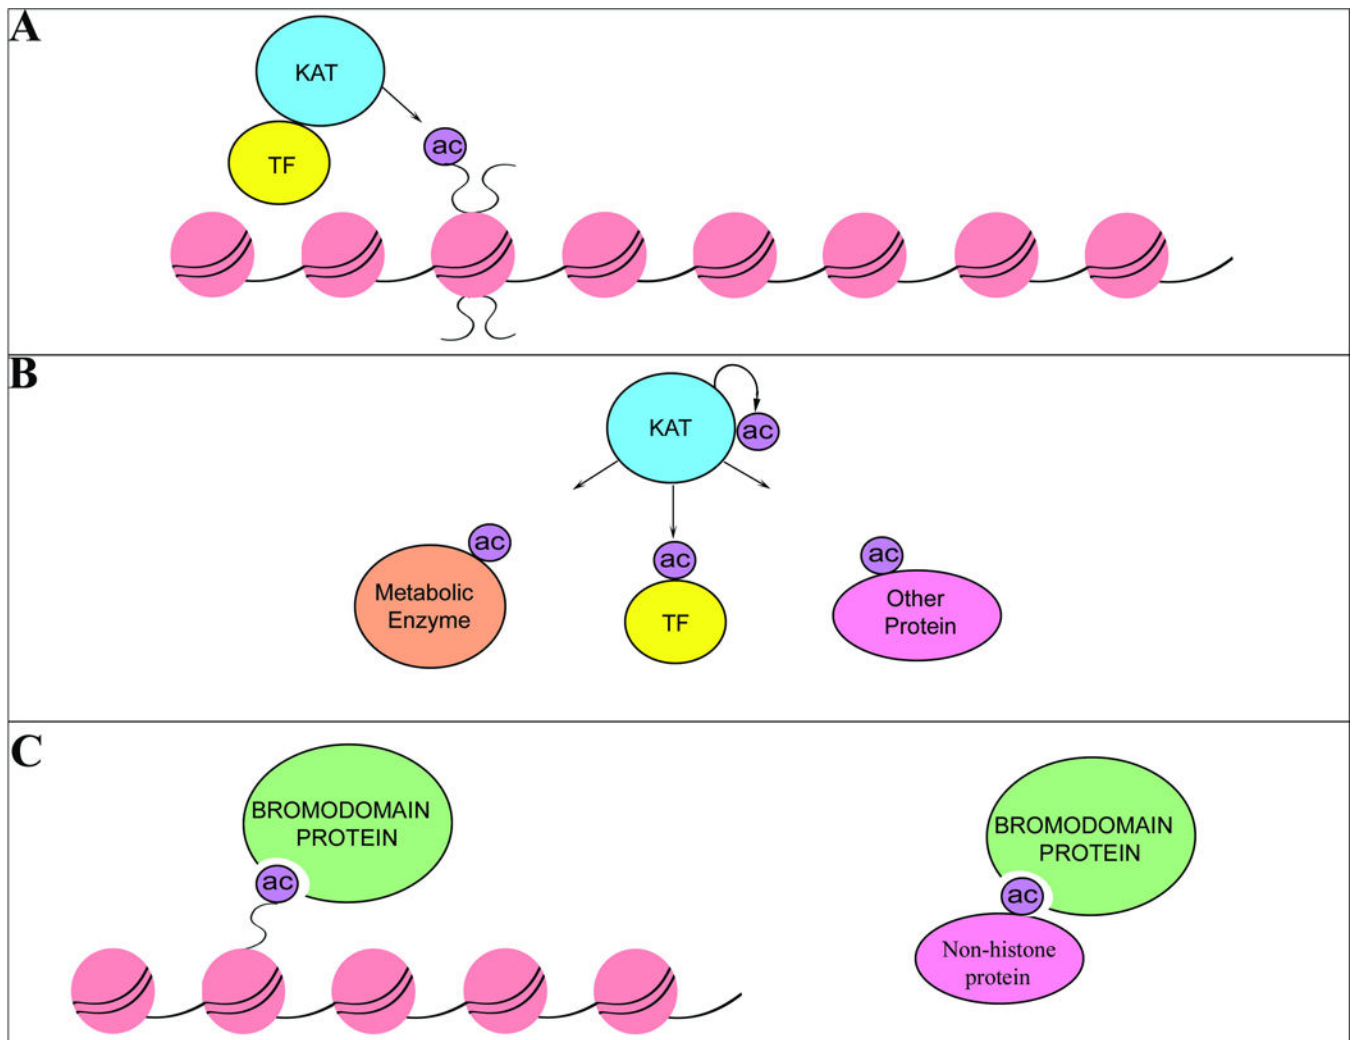 A
KAT
ac
TF
B
KAT
ac
ac
ac
ac
Metabolic
Enzyme
TF
Other
Protein
C
BROMODOMAIN
PROTEIN
ac
BROMODOMAIN
PROTEIN
ac
Non-histone
protein